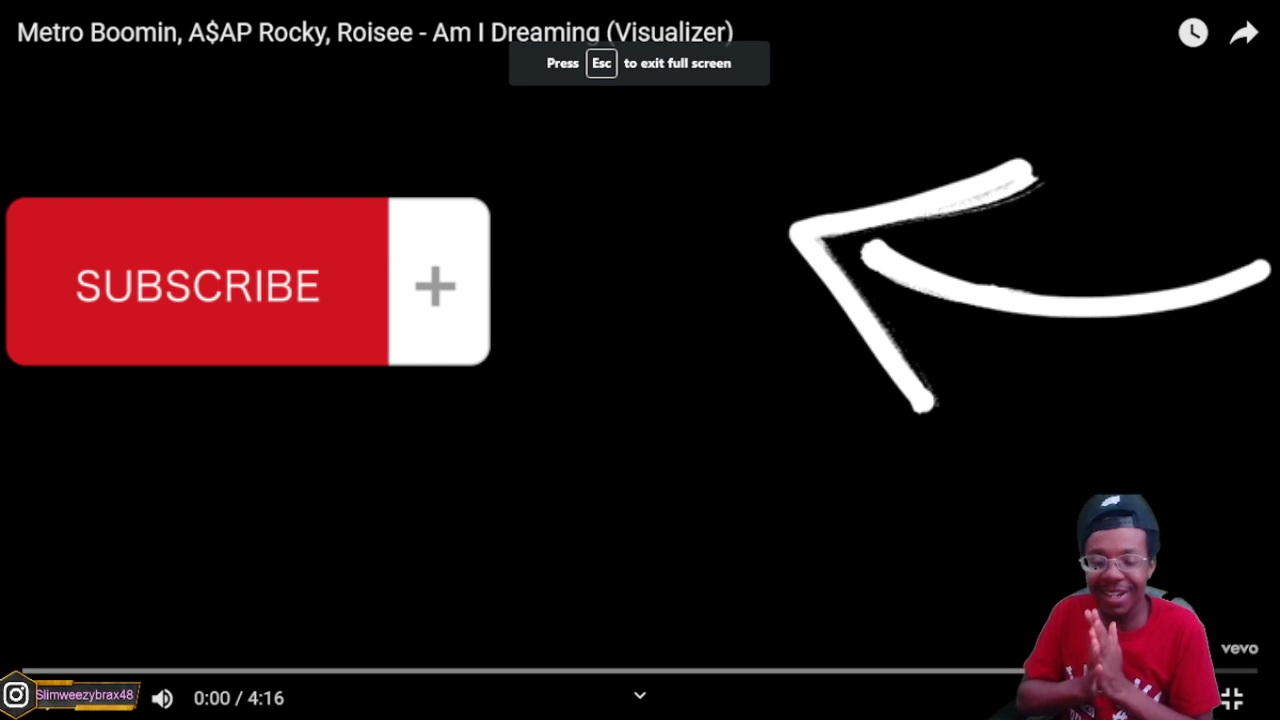 Metro Boomin, A$AP Rocky, Roisee - Am I Dreaming (Visualizer)
Press Esc to exit full screen
SUBSCRIBE +
vevo
Slimweezybrax48
0:00 / 4:16